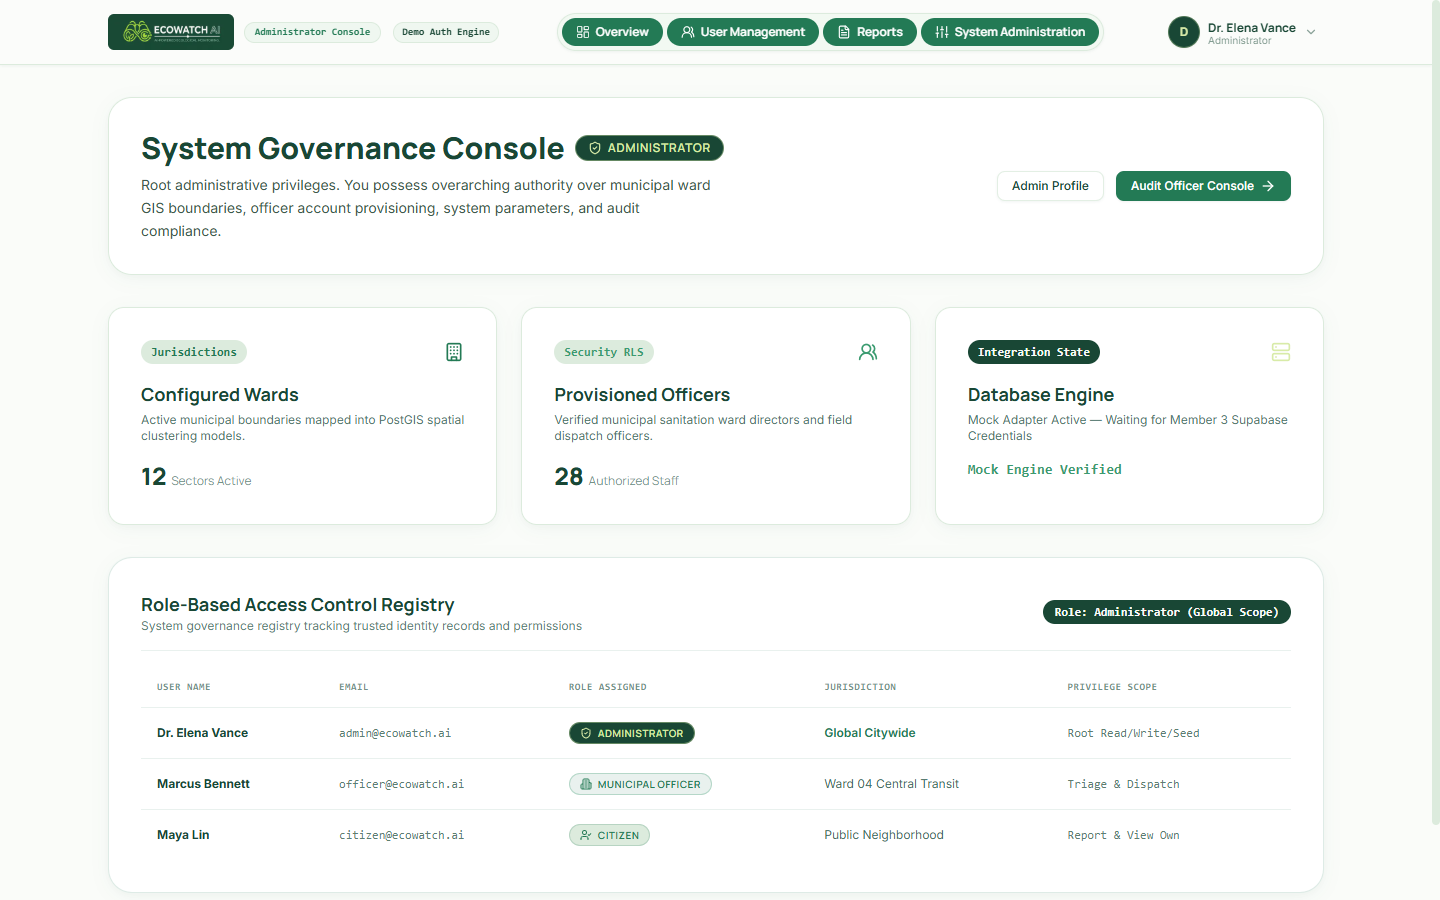 ECOWATCH AI
Administrator Console
Demo Auth Engine
Overview
User Management
Reports
System Administration
D
Dr. Elena Vance
Administrator
System Governance Console
ADMINISTRATOR
Root administrative privileges. You possess overarching authority over municipal ward
GIS boundaries, officer account provisioning, system parameters, and audit
compliance.
Admin Profile
Audit Officer Console
Jurisdictions
Configured Wards
Active municipal boundaries mapped into PostGIS spatial
clustering models.
12 Sectors Active
Security RLS
Provisioned Officers
Verified municipal sanitation ward directors and field
dispatch officers.
28 Authorized Staff
Integration State
Database Engine
Mock Adapter Active — Waiting for Member 3 Supabase
Credentials
Mock Engine Verified
Role-Based Access Control Registry
System governance registry tracking trusted identity records and permissions
Role: Administrator (Global Scope)
USER NAME EMAIL ROLE ASSIGNED JURISDICTION PRIVILEGE SCOPE
Dr. Elena Vance admin@ecowatch.ai ADMINISTRATOR Global Citywide Root Read/Write/Seed
Marcus Bennett officer@ecowatch.ai MUNICIPAL OFFICER Ward 04 Central Transit Triage & Dispatch
Maya Lin citizen@ecowatch.ai CITIZEN Public Neighborhood Report & View Own